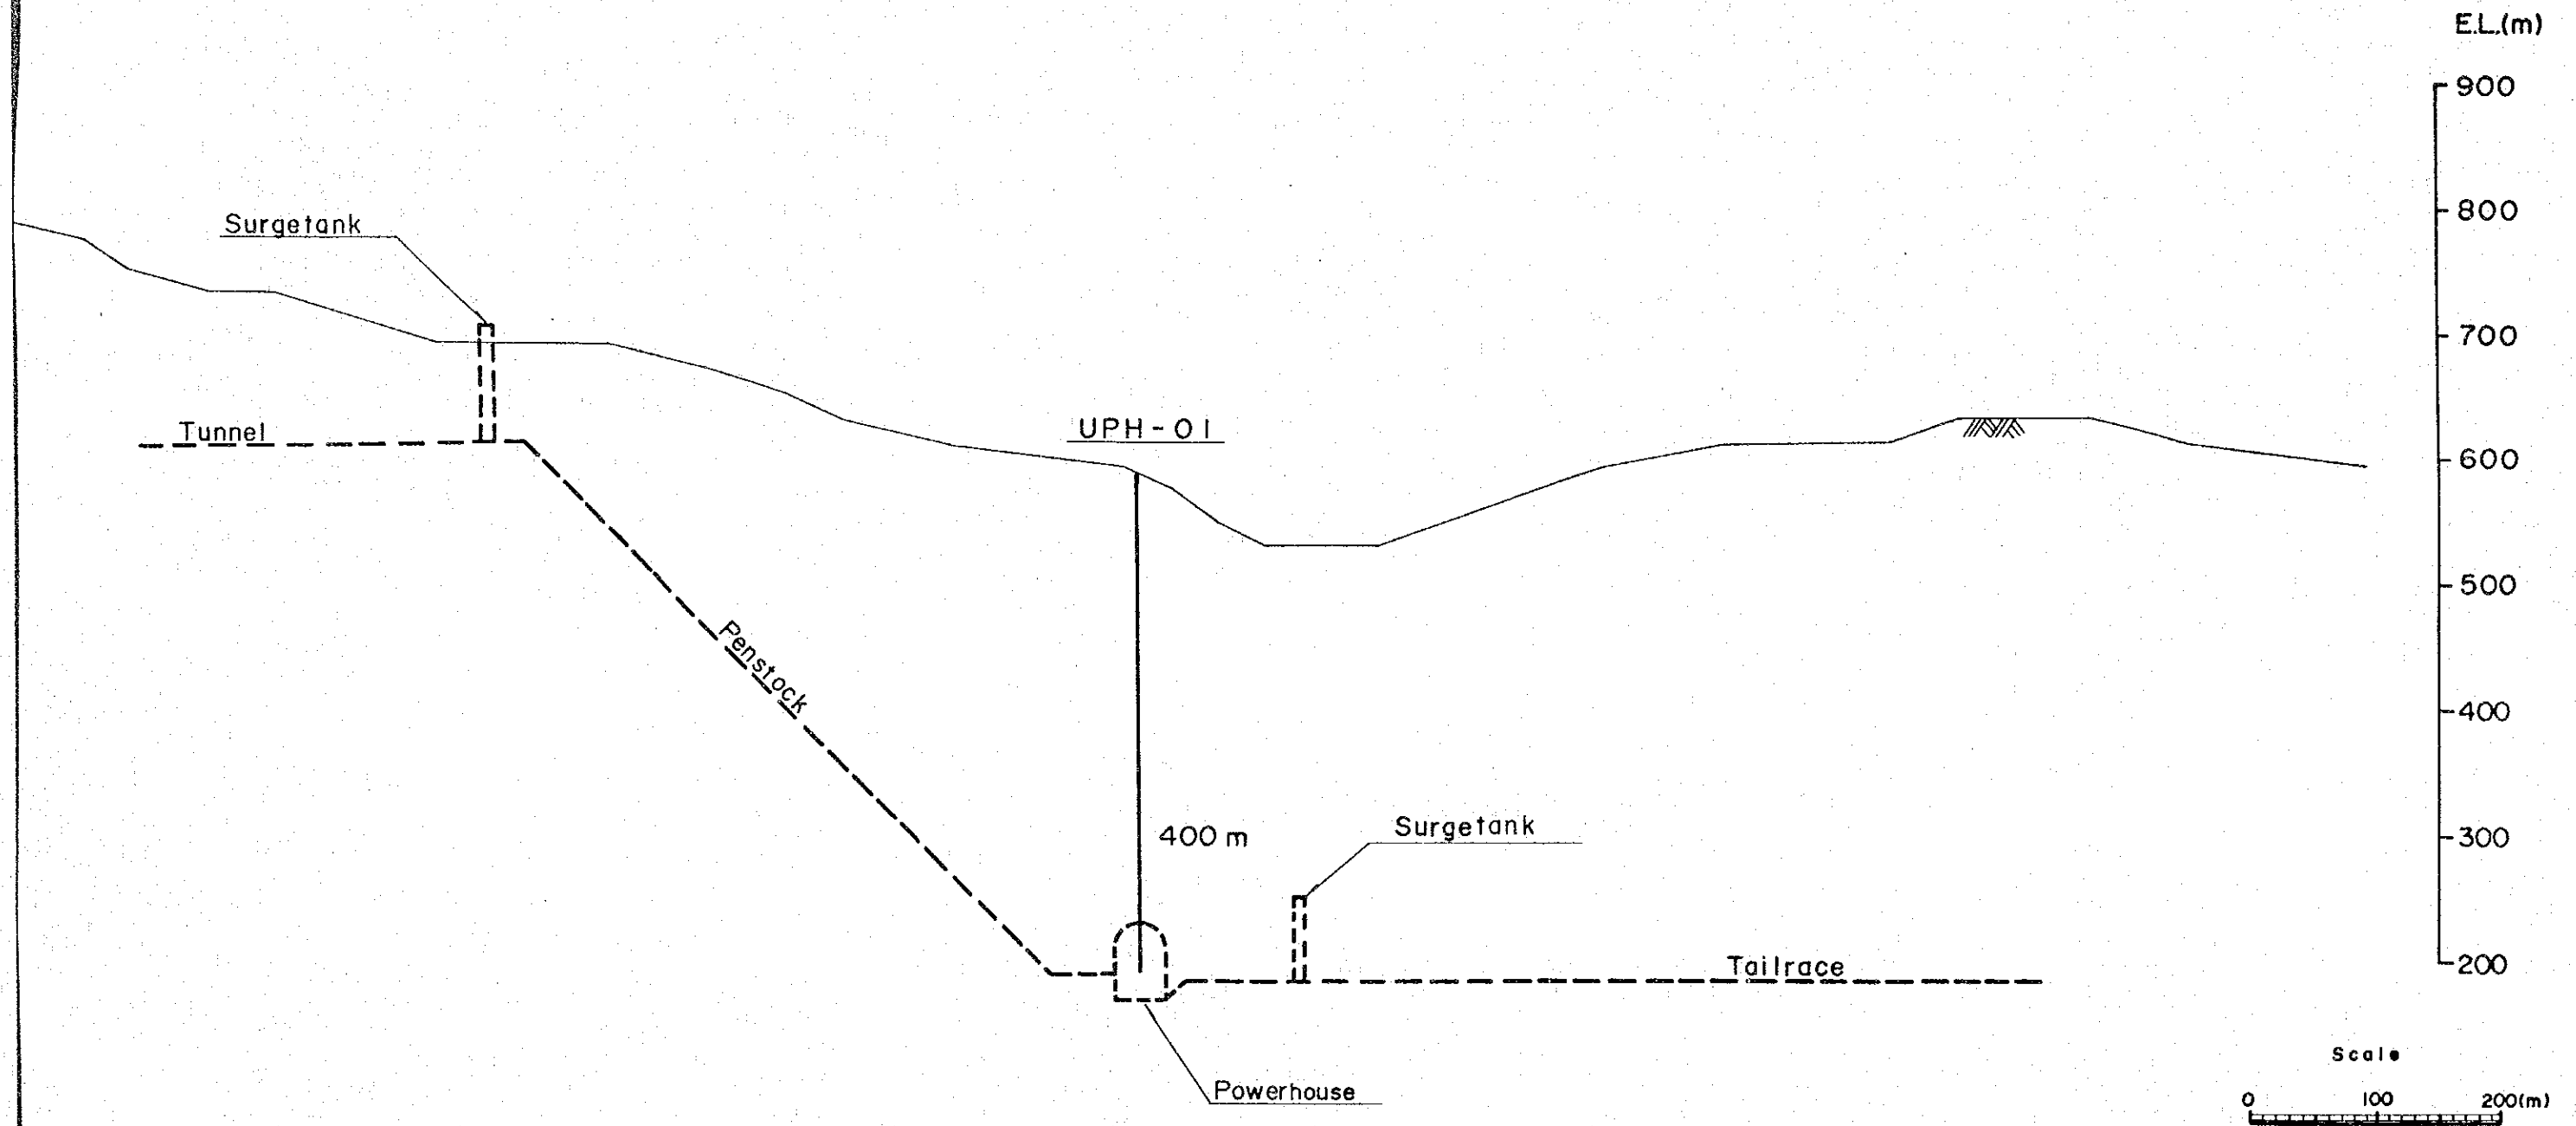 E.L.(m)
900
800
Surgetank
700
Tunnel
UPH-01
600
500
Penstock
400
400 m
Surgetank
300
Tailrace
200
Scale
Powerhouse
0 100 200(m)